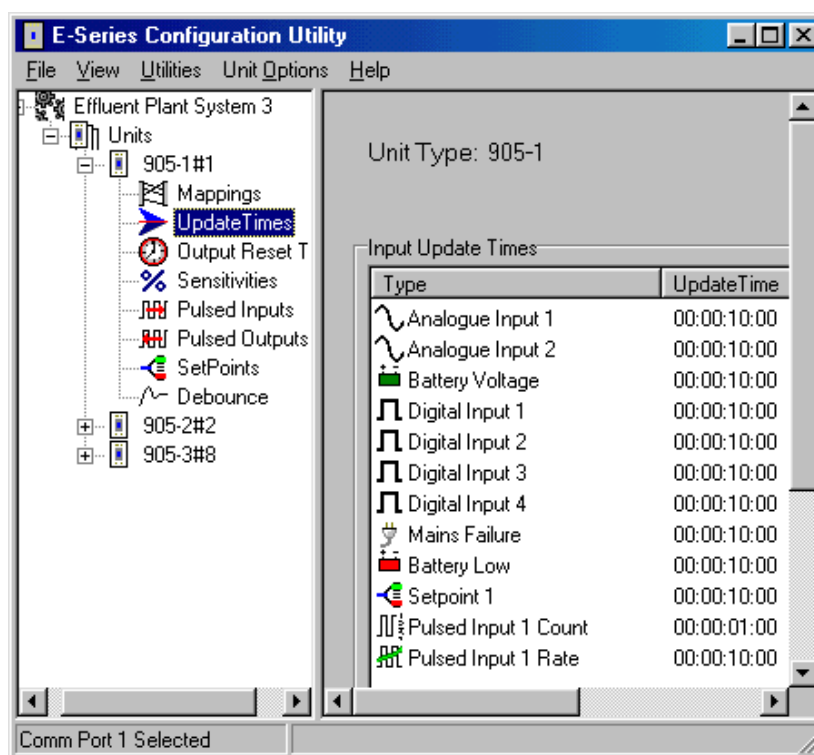 E-Series Configuration Utility
File View Utilities Unit Options Help
Effluent Plant System 3
Units
905-1#1
Mappings
UpdateTimes
Output Reset T
Sensitivities
Pulsed Inputs
Pulsed Outputs
SetPoints
Debounce
905-2#2
905-3#8
Unit Type: 905-1
Input Update Times
Type UpdateTime
Analogue Input 1 00:00:10:00
Analogue Input 2 00:00:10:00
Battery Voltage 00:00:10:00
Digital Input 1 00:00:10:00
Digital Input 2 00:00:10:00
Digital Input 3 00:00:10:00
Digital Input 4 00:00:10:00
Mains Failure 00:00:10:00
Battery Low 00:00:10:00
Setpoint 1 00:00:10:00
Pulsed Input 1 Count 00:00:01:00
Pulsed Input 1 Rate 00:00:10:00
Comm Port 1 Selected